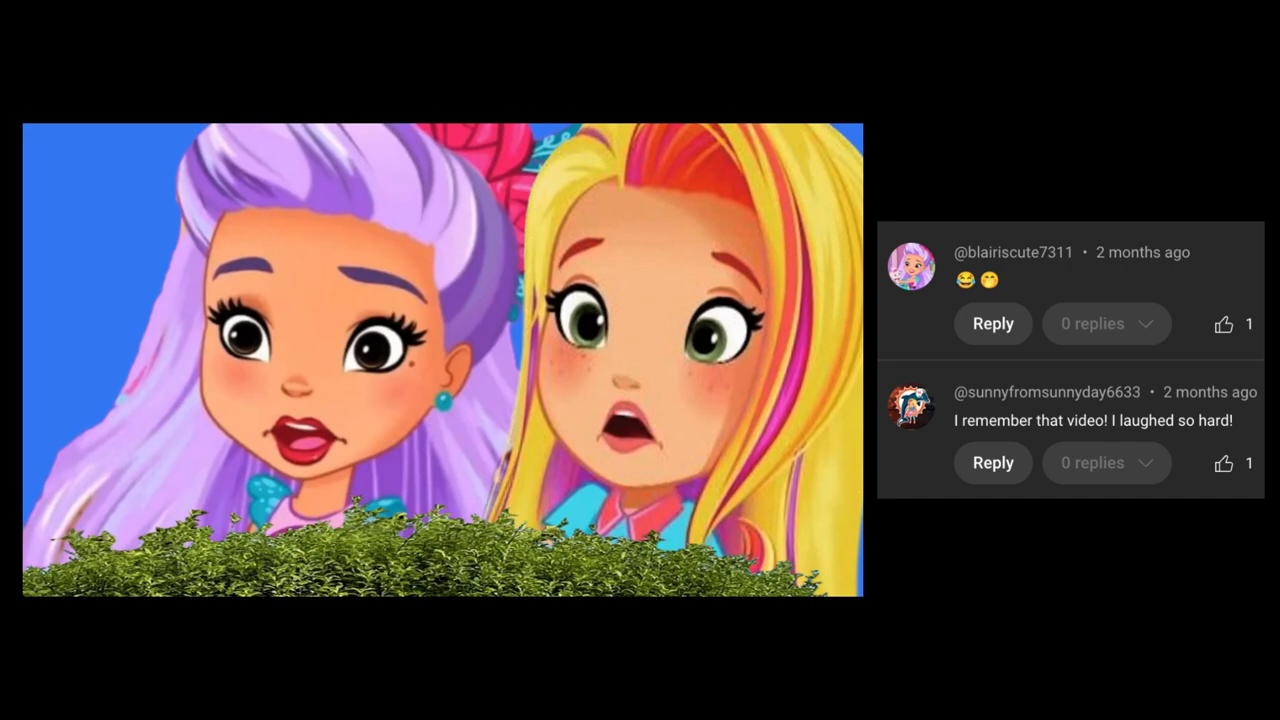 @blairiscute7311 • 2 months ago
😂 🤭
Reply 0 replies 1
@sunnyfromsunnyday6633 • 2 months ago
I remember that video! I laughed so hard!
Reply 0 replies 1